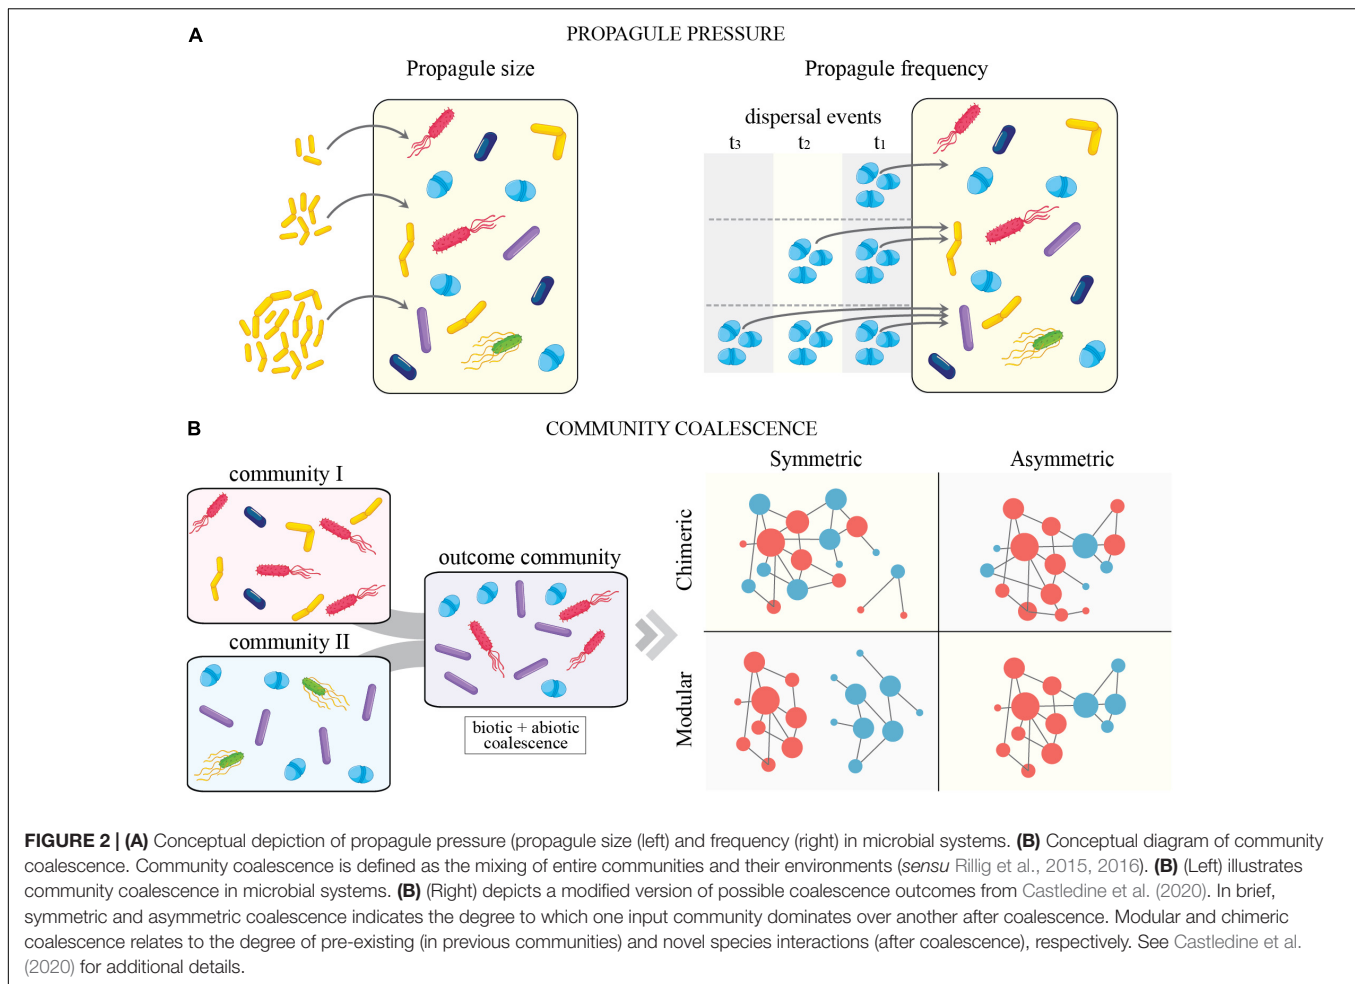 A
PROPAGULE PRESSURE
Propagule size
Propagule frequency
dispersal events
t3 t2 t1
B
COMMUNITY COALESCENCE
community I
community II
outcome community
biotic + abiotic
coalescence
Symmetric
Asymmetric
Chimeric
Modular
FIGURE 2 | (A) Conceptual depiction of propagule pressure (propagule size (left) and frequency (right) in microbial systems. (B) Conceptual diagram of community
coalescence. Community coalescence is defined as the mixing of entire communities and their environments (sensu Rillig et al., 2015, 2016). (B) (Left) illustrates
community coalescence in microbial systems. (B) (Right) depicts a modified version of possible coalescence outcomes from Castledine et al. (2020). In brief,
symmetric and asymmetric coalescence indicates the degree to which one input community dominates over another after coalescence. Modular and chimeric
coalescence relates to the degree of pre-existing (in previous communities) and novel species interactions (after coalescence), respectively. See Castledine et al.
(2020) for additional details.